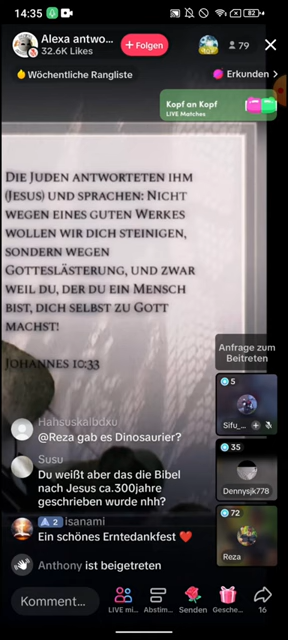 14:35
82
Alexa antwo...
32.6K Likes
+ Folgen
79
Wöchentliche Rangliste
Erkunden >
Kopf an Kopf
LIVE Matches
Die Juden antworteten ihm
(Jesus) und sprachen: Nicht
wegen eines guten Werkes
wollen wir dich steinigen,
sondern wegen
Gotteslästerung, und zwar
weil du, der du ein Mensch
bist, dich selbst zu Gott
machst!
Johannes 10:33
Anfrage zum
Beitreten
5
Sifu_...
35
Dennysjk778
72
Reza
Hahsuskalbdxu
@Reza gab es Dinosaurier?
Susu
Du weißt aber das die Bibel
nach Jesus ca.300jahre
geschrieben wurde nhh?
A 2 isanami
Ein schönes Erntedankfest ❤️
Anthony ist beigetreten
Komment...
LIVE mi...
Abstim...
Senden
Gesche...
16